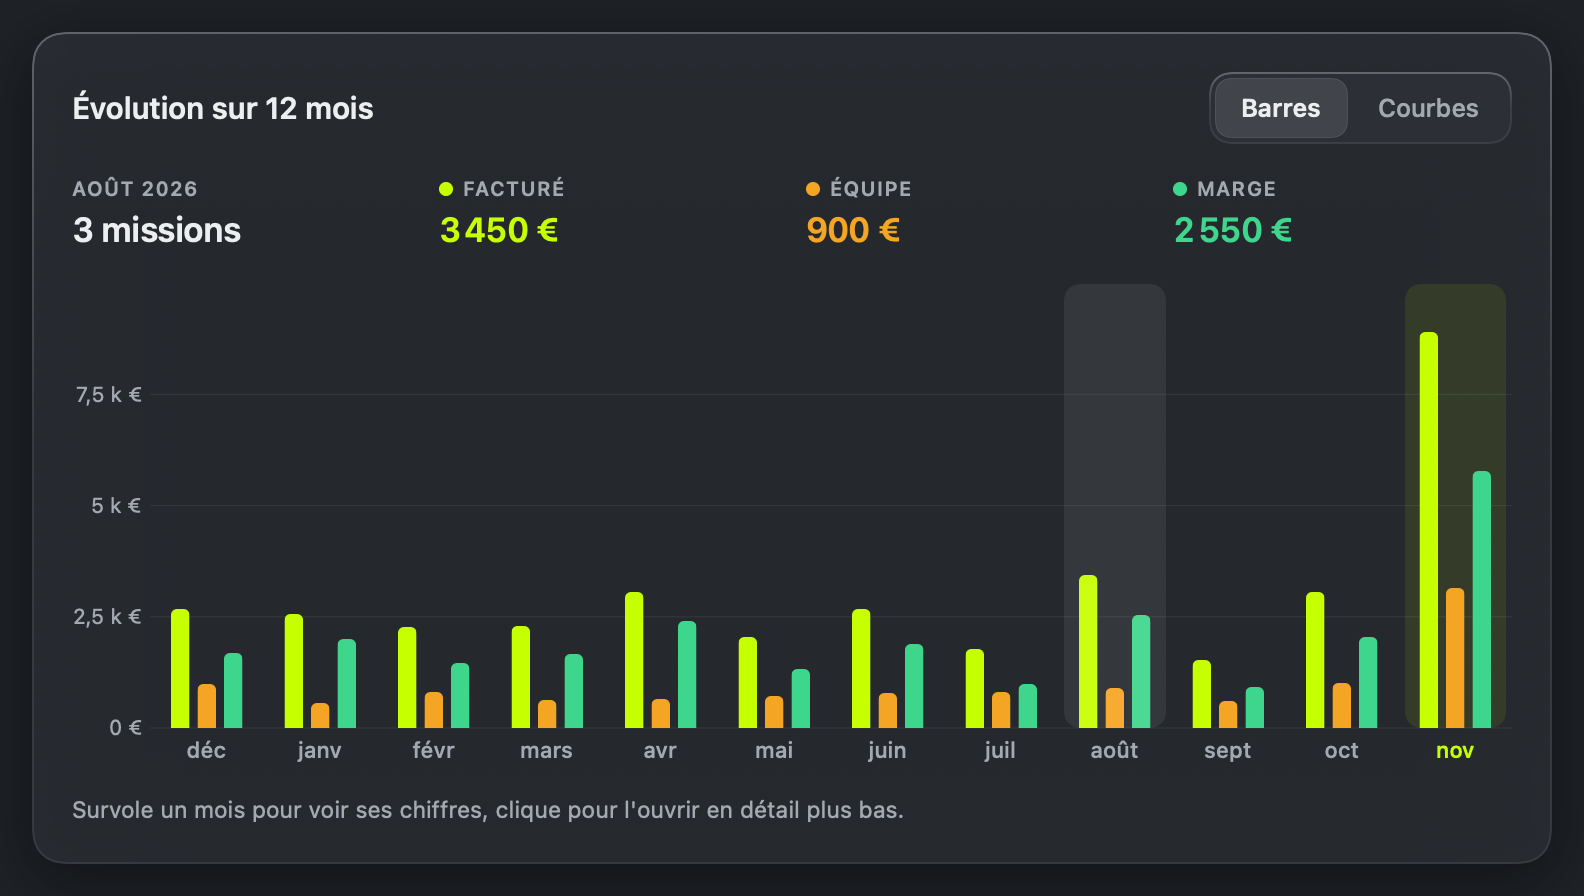 Évolution sur 12 mois
Barres
Courbes
AOÛT 2026
FACTURÉ
ÉQUIPE
MARGE
3 missions
3 450 €
900 €
2 550 €
7,5 k €
5 k €
2,5 k €
0 €
déc janv févr mars avr mai juin juil août sept oct nov
Survole un mois pour voir ses chiffres, clique pour l'ouvrir en détail plus bas.